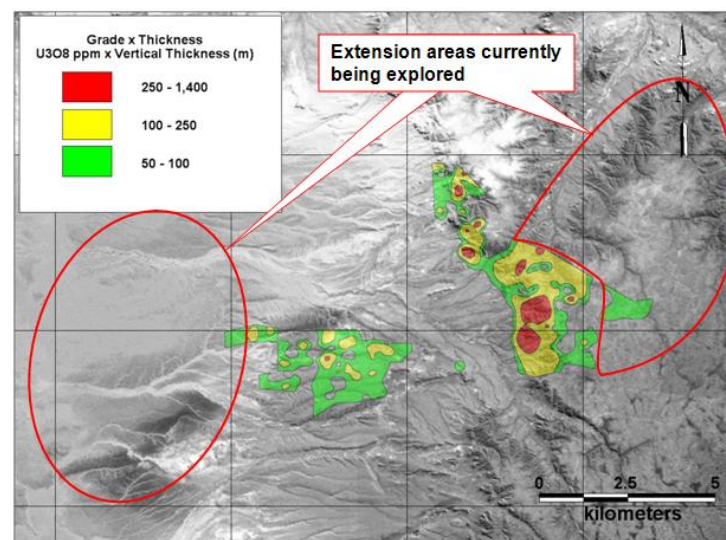 Grade x Thickness
U3O8 ppm x Vertical Thickness (m)
250 - 1,400
100 - 250
50 - 100
Extension areas currently
being explored
N
0 2.5 5
kilometers